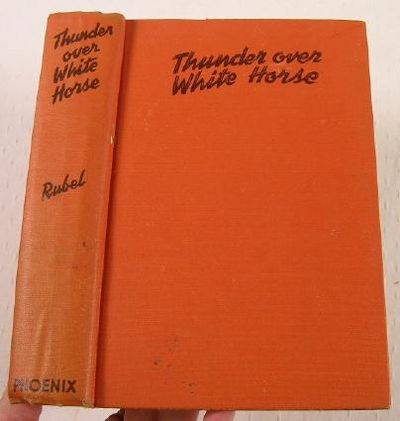 Thunder
over
White
Horse
Rubel
PHOENIX
Thunder over
White Horse